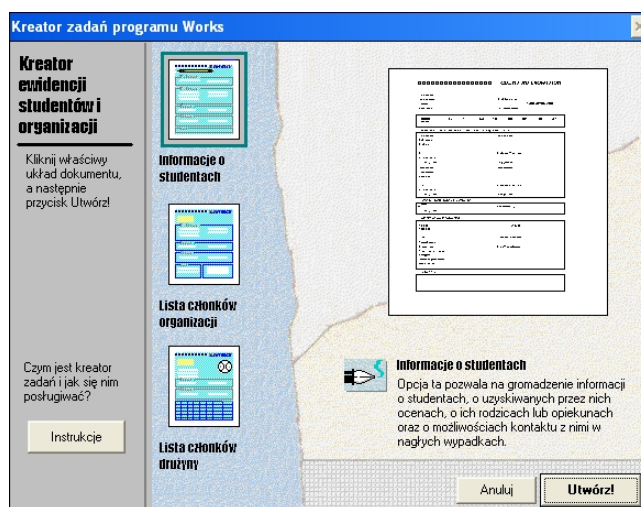 Kreator zadań programu Works
Kreator
ewidencji
studentów i
organizacji
Kliknij właściwy
układ dokumentu,
a następnie
przycisk Utwórz!
Czym jest kreator
zadań i jak się nim
posługiwać?
Instrukcje
Informacje o
studentach
Lista członków
organizacji
Lista członków
drużyny
Informacje o studentach
Opcja ta pozwala na gromadzenie informacji
o studentach, o uzyskiwanych przez nich
ocenach, o ich rodzicach lub opiekunach
oraz o możliwościach kontaktu z nimi w
nagłych wypadkach.
Anuluj
Utwórz!